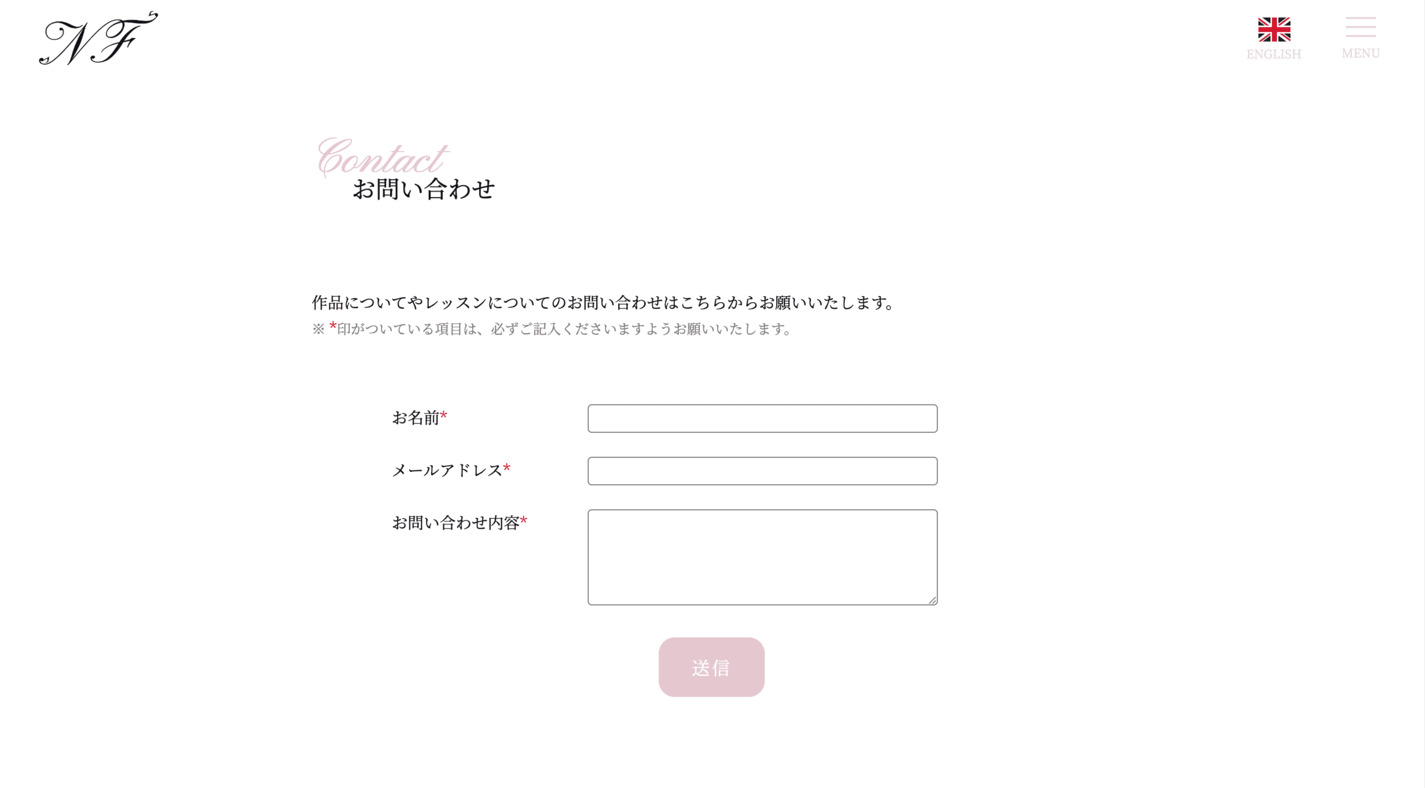 NF
ENGLISH
MENU
Contact
お問い合わせ
作品についてやレッスンについてのお問い合わせはこちらからお願いいたします。
※ *印がついている項目は、必ずご記入くださいますようお願いいたします。
お名前*
メールアドレス*
お問い合わせ内容*
送信